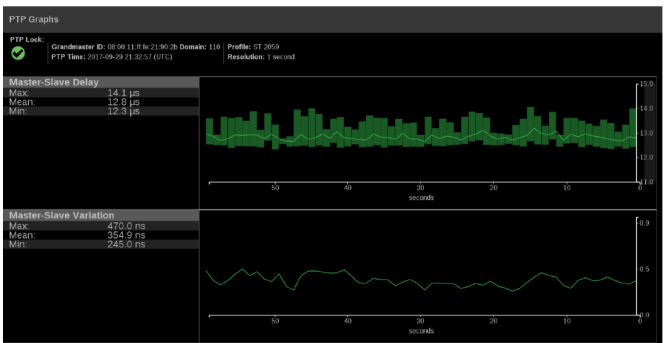 PTP Graphs
PTP Lock:
Grandmaster ID: 08:00:11:ff:fe:21:90:2b Domain: 110 Profile: ST 2059
PTP Time: 2017-09-29 21:32:57 (UTC) Resolution: 1 second
Master-Slave Delay
Max: 14.1 µs
Mean: 12.8 µs
Min: 12.3 µs
15.0
14.0
13.0
12.0
11.0
50 40 30 20 10 0
seconds
Master-Slave Variation
Max: 470.0 ns
Mean: 354.9 ns
Min: 245.0 ns
0.9
0.5
0.0
50 40 30 20 10 0
seconds